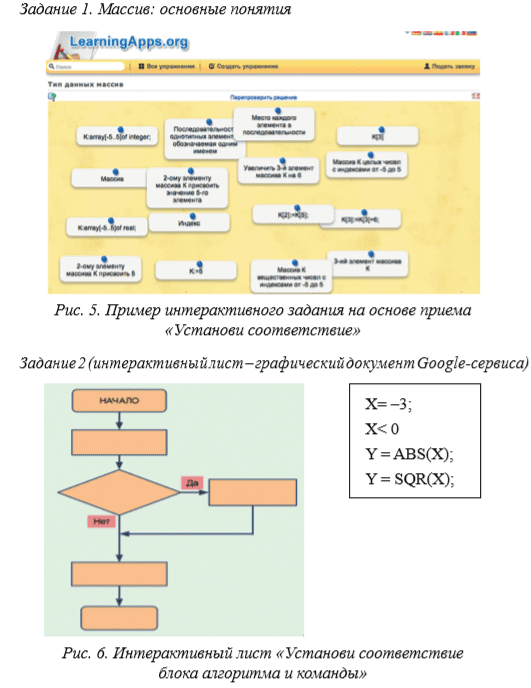 Задание 1. Массив: основные понятия
LearningApps.org
Поиск
Все упражнения
Создать упражнение
Подать заявку
Тип данных массив
Перепроверить решение
K:array[-5..5]of integer;
Последовательност
однотипных элемент
обозначаемая одним
именем
Место каждого
элемента в
последовательности
K[3]
Массив
2-ому элементу
массива К присвоить
значение 5-го
элемента
Увеличить 3-й элемент
массива К на 6
Массив К целых чисел
с индексами от -5 до 5
K:array[-5..5]of real;
Индекс
K[2]:=K[5];
K[3]:=K[3]+6;
2-ому элементу
массива К присвоить 5
K:=5
Массив К
вещественных чисел с
индексами от -5 до 5
3-ий элемент массива
К
Рис. 5. Пример интерактивного задания на основе приема
«Установи соответствие»
Задание 2 (интерактивный лист – графический документ Google-сервиса)
НАЧАЛО
Да
Нет
X= –3;
X< 0
Y = ABS(X);
Y = SQR(X);
Рис. 6. Интерактивный лист «Установи соответствие
блока алгоритма и команды»